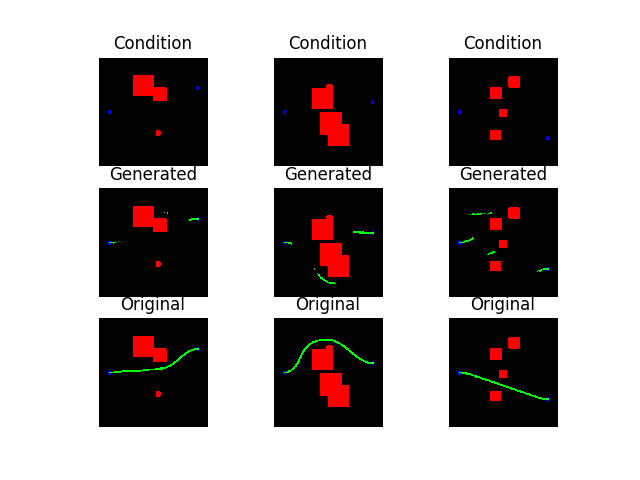 Condition Condition Condition
Generated Generated Generated
Original Original Original